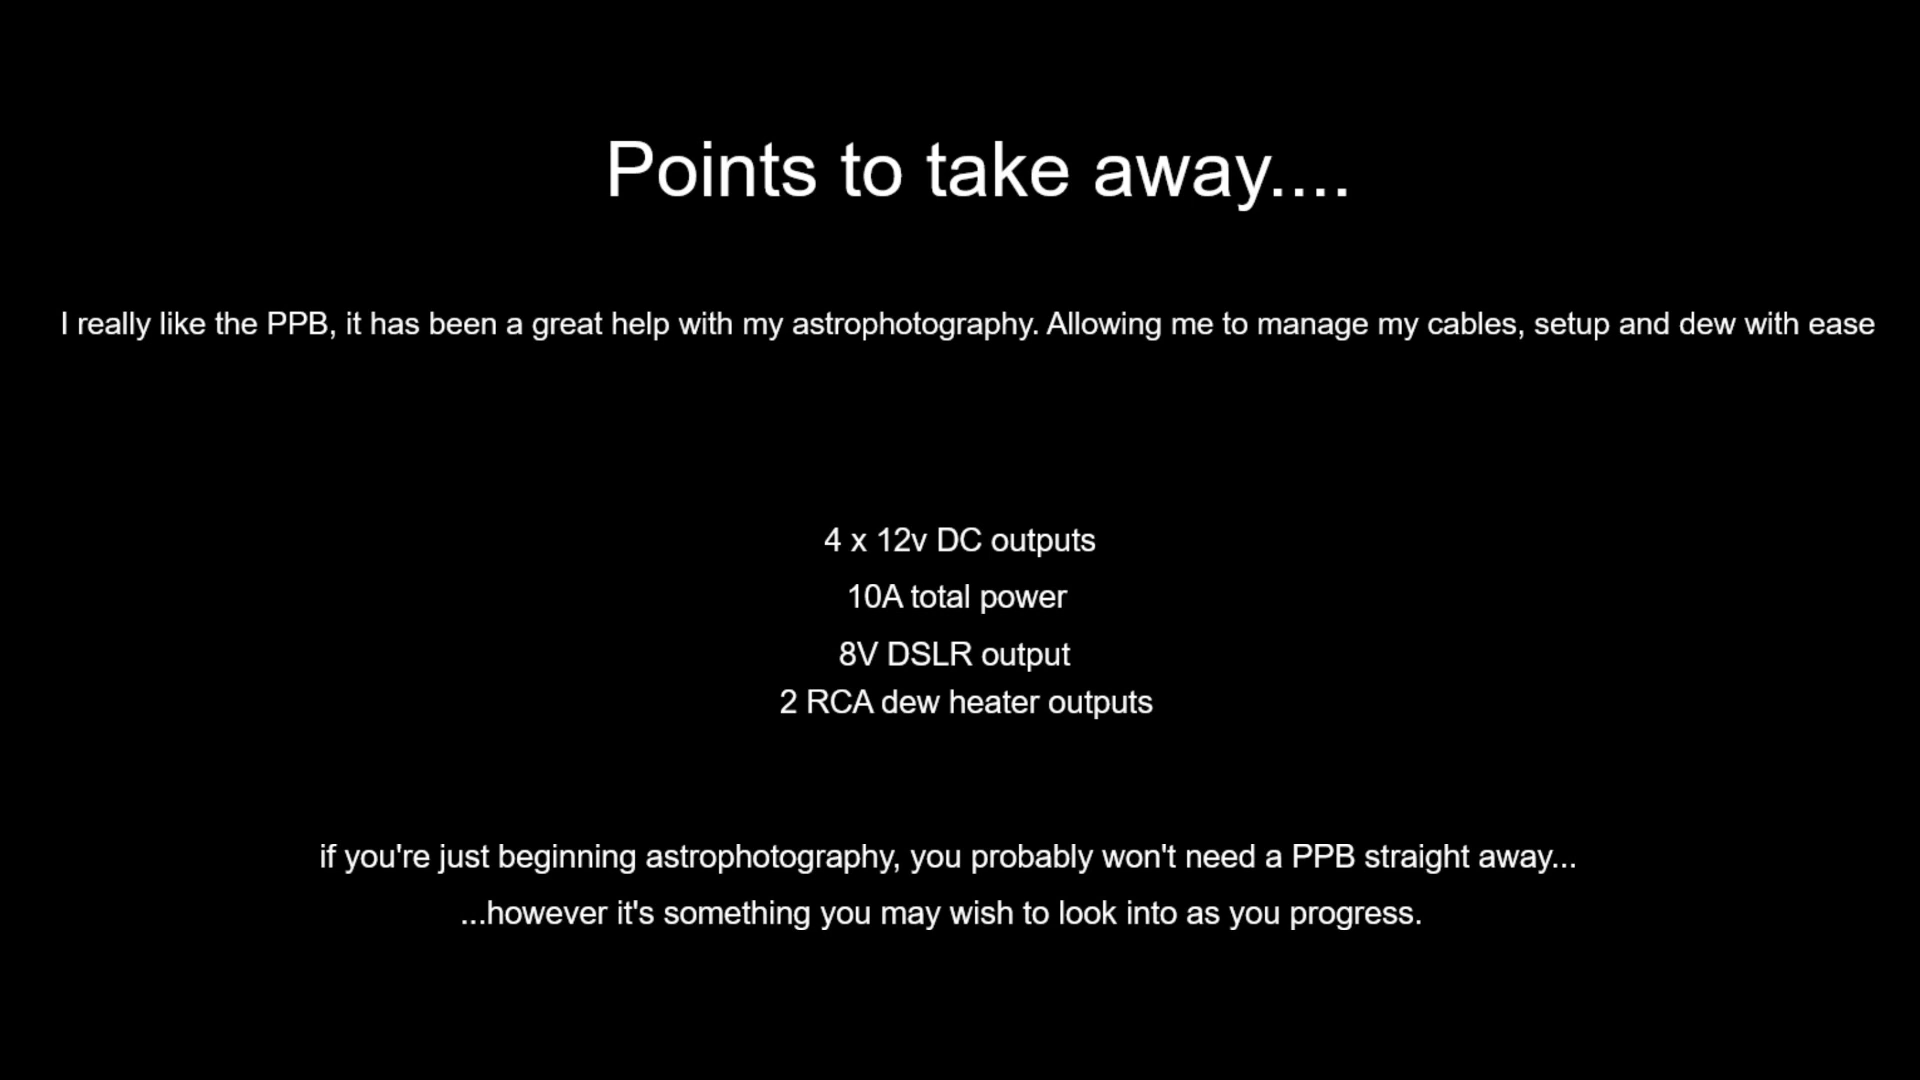 Points to take away....
I really like the PPB, it has been a great help with my astrophotography. Allowing me to manage my cables, setup and dew with ease
4 x 12v DC outputs
10A total power
8V DSLR output
2 RCA dew heater outputs
if you're just beginning astrophotography, you probably won't need a PPB straight away...
...however it's something you may wish to look into as you progress.